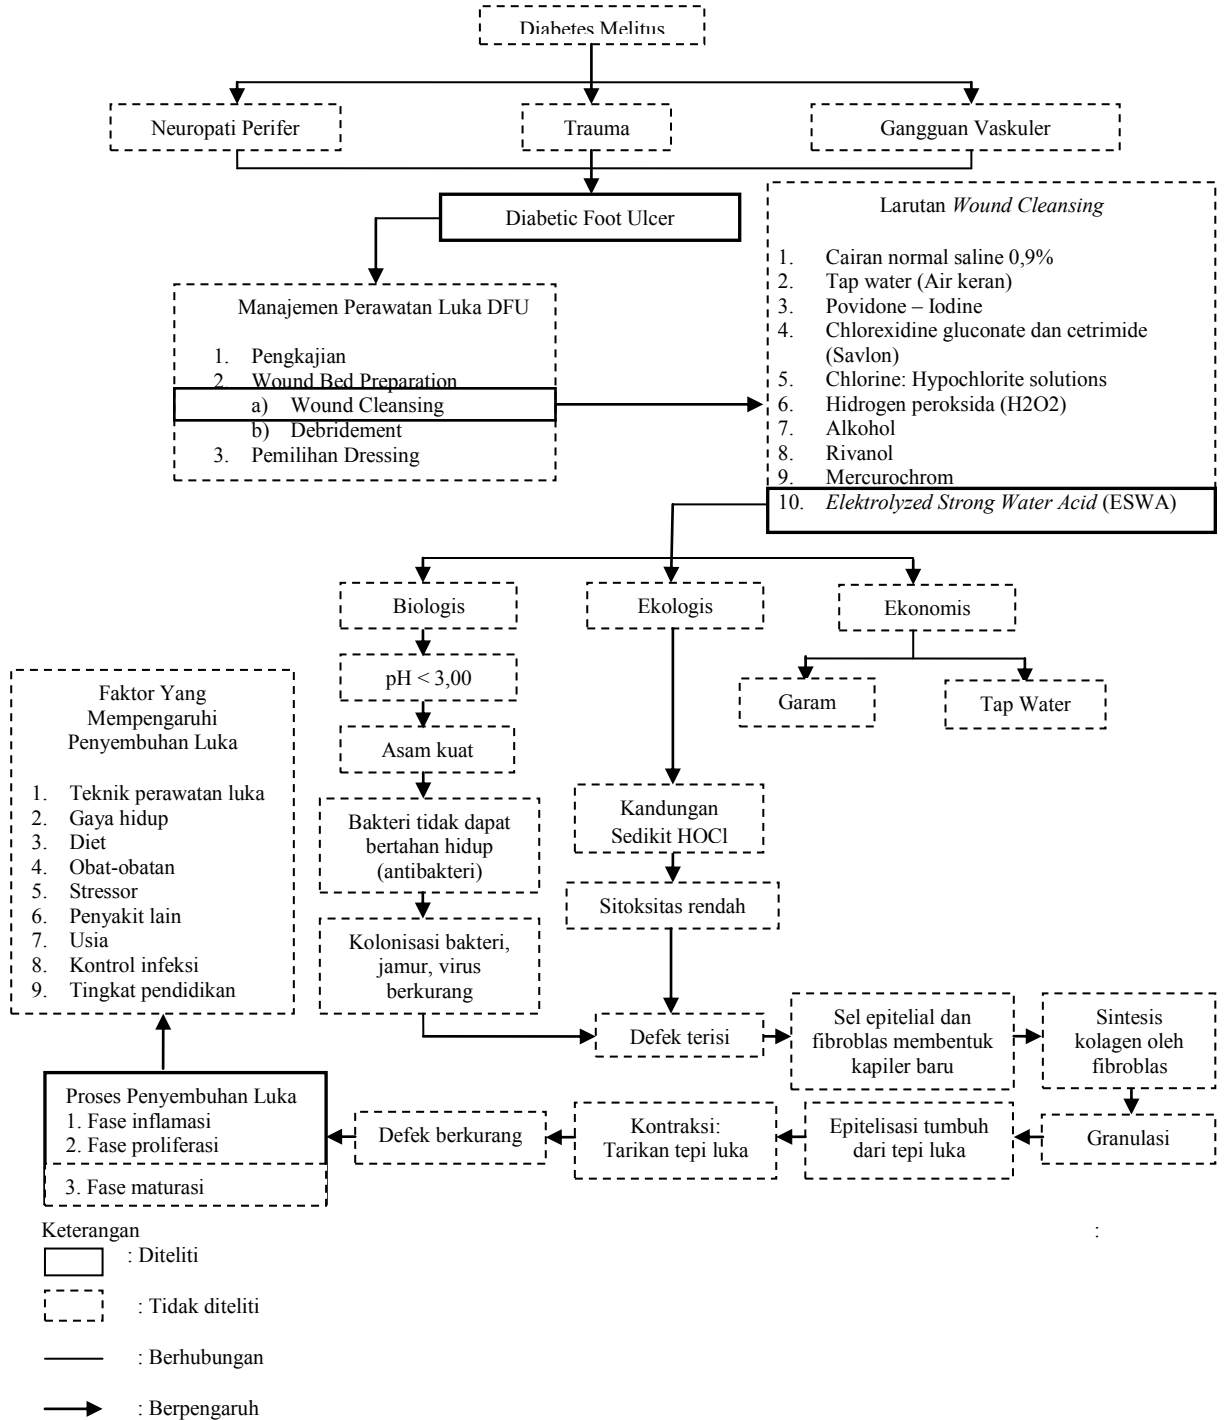 Diabetes Melitus
Neuropati Perifer
Trauma
Gangguan Vaskuler
Diabetic Foot Ulcer
Larutan Wound Cleansing
1. Cairan normal saline 0,9%
2. Tap water (Air keran)
3. Povidone – Iodine
4. Chlorexidine gluconate dan cetrimide
(Savlon)
5. Chlorine: Hypochlorite solutions
6. Hidrogen peroksida (H2O2)
7. Alkohol
8. Rivanol
9. Mercurochrom
10. Elektrolyzed Strong Water Acid (ESWA)
Manajemen Perawatan Luka DFU
1. Pengkajian
2. Wound Bed Preparation
a) Wound Cleansing
b) Debridement
3. Pemilihan Dressing
Biologis
Ekologis
Ekonomis
pH < 3,00
Garam
Tap Water
Asam kuat
Faktor Yang
Mempengaruhi
Penyembuhan Luka
1. Teknik perawatan luka
2. Gaya hidup
3. Diet
4. Obat-obatan
5. Stressor
6. Penyakit lain
7. Usia
8. Kontrol infeksi
9. Tingkat pendidikan
Bakteri tidak dapat
bertahan hidup
(antibakteri)
Kandungan
Sedikit HOCl
Sitoksitas rendah
Kolonisasi bakteri,
jamur, virus
berkurang
Defek terisi
Sel epitelial dan
fibroblas membentuk
kapiler baru
Sintesis
kolagen oleh
fibroblas
Proses Penyembuhan Luka
1. Fase inflamasi
2. Fase proliferasi
3. Fase maturasi
Defek berkurang
Kontraksi:
Tarikan tepi luka
Epitelisasi tumbuh
dari tepi luka
Granulasi
Keterangan :
: Diteliti
: Tidak diteliti
: Berhubungan
: Berpengaruh